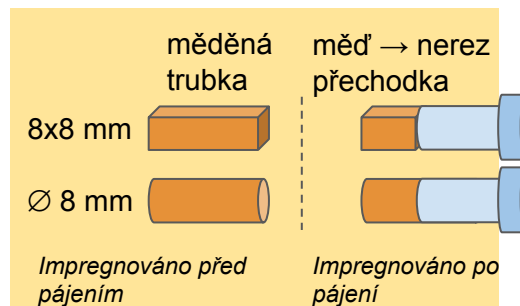 měděná
trubka
měď → nerez
přechodka
8x8 mm
∅ 8 mm
Impregnováno před
pájením
Impregnováno po
pájení